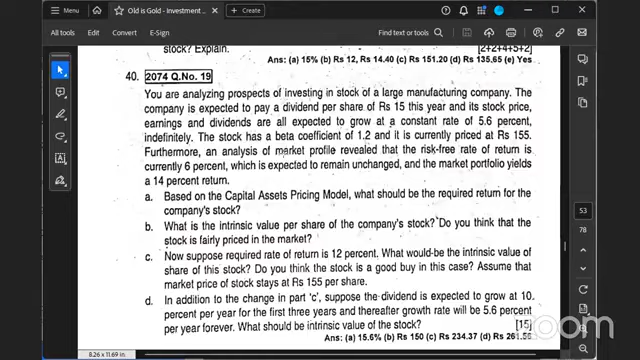 Menu
Old is Gold - Investment ...
Create
Sign in
All tools
Edit
Convert
E-Sign
Find text or tools
stock? Explain. [2+2+4+5+2]
Ans: (a) 15% (b) Rs 12, Rs 14.40 (c) Rs 151.20 (d) Rs 135.65 (e) Yes
40. 2074 Q.No. 19
You are analyzing prospects of investing in stock of a large manufacturing company. The
company is expected to pay a dividend per share of Rs 15 this year and its stock price,
earnings and dividends are all expected to grow at a constant rate of 5.6 percent,
indefinitely. The stock has a beta coefficient of 1.2 and it is currently priced at Rs 155.
Furthermore, an analysis of market profile revealed that the risk-free rate of return is
currently 6 percent, which is expected to remain unchanged, and the market portfolio yields
a 14 percent return.
a. Based on the Capital Assets Pricing Model, what should be the required return for the
company's stock?
b. What is the intrinsic value per share of the company's stock? Do you think that the
stock is fairly priced in the market?
c. Now suppose required rate of return is 12 percent. What would be the intrinsic value of
share of this stock? Do you think the stock is a good buy in this case? Assume that
market price of stock stays at Rs 155 per share.
d. In addition to the change in part 'c', suppose the dividend is expected to grow at 10
percent per year for the first three years and thereafter growth rate will be 5.6 percent
per year forever. What should be intrinsic value of the stock? [15]
Ans: (a) 15.6% (b) Rs 150 (c) Rs 234.37 (d) Rs 261.56
53
78
8.26 x 11.69 in
zoom